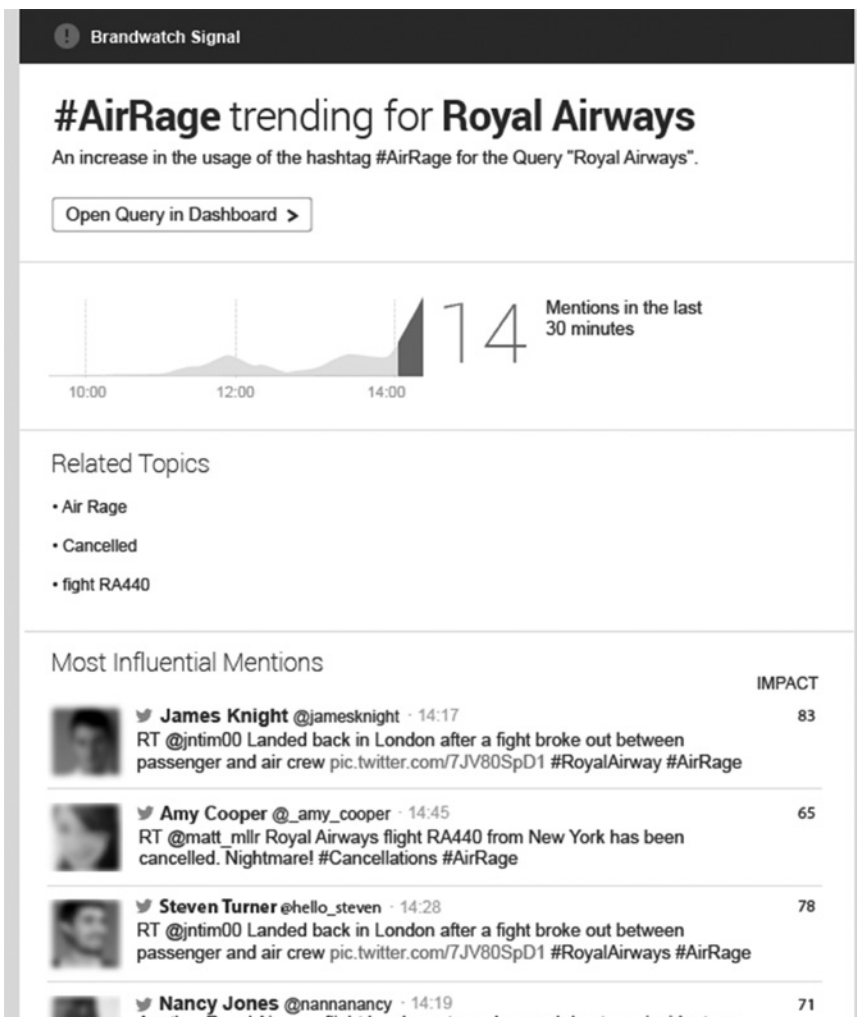 Brandwatch Signal
#AirRage trending for Royal Airways
An increase in the usage of the hashtag #AirRage for the Query "Royal Airways".
Open Query in Dashboard >
14
Mentions in the last
30 minutes
10:00 12:00 14:00
Related Topics
• Air Rage
• Cancelled
• fight RA440
Most Influential Mentions
IMPACT
James Knight @jamesknight · 14:17 83
RT @jntim00 Landed back in London after a fight broke out between
passenger and air crew pic.twitter.com/7JV80SpD1 #RoyalAirway #AirRage
Amy Cooper @_amy_cooper · 14:45 65
RT @matt_mllr Royal Airways flight RA440 from New York has been
cancelled. Nightmare! #Cancellations #AirRage
Steven Turner @hello_steven · 14:28 78
RT @jntim00 Landed back in London after a fight broke out between
passenger and air crew pic.twitter.com/7JV80SpD1 #RoyalAirways #AirRage
Nancy Jones @nannanancy · 14:19 71